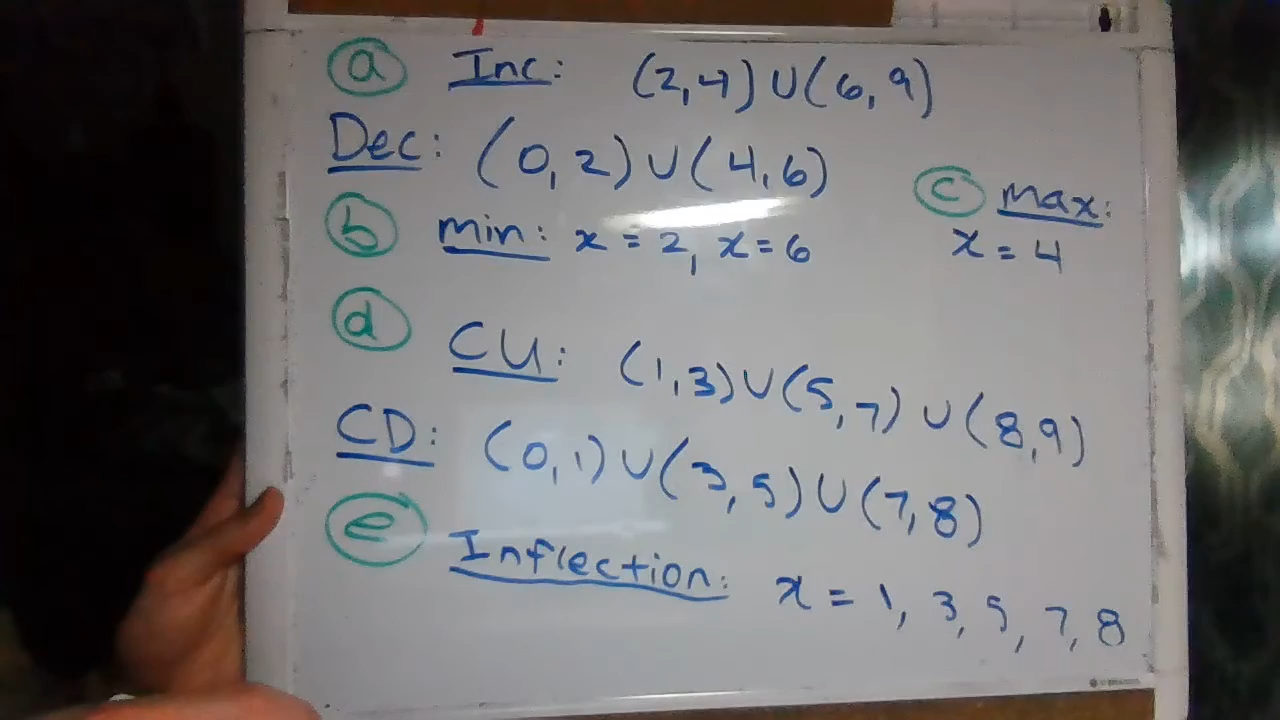 a Inc: (2,4)∪(6,9)
Dec: (0,2)∪(4,6)
b min: x=2, x=6
c max:
x=4
d CU: (1,3)∪(5,7)∪(8,9)
CD: (0,1)∪(3,5)∪(7,8)
e Inflection: x=1, 3, 5, 7, 8